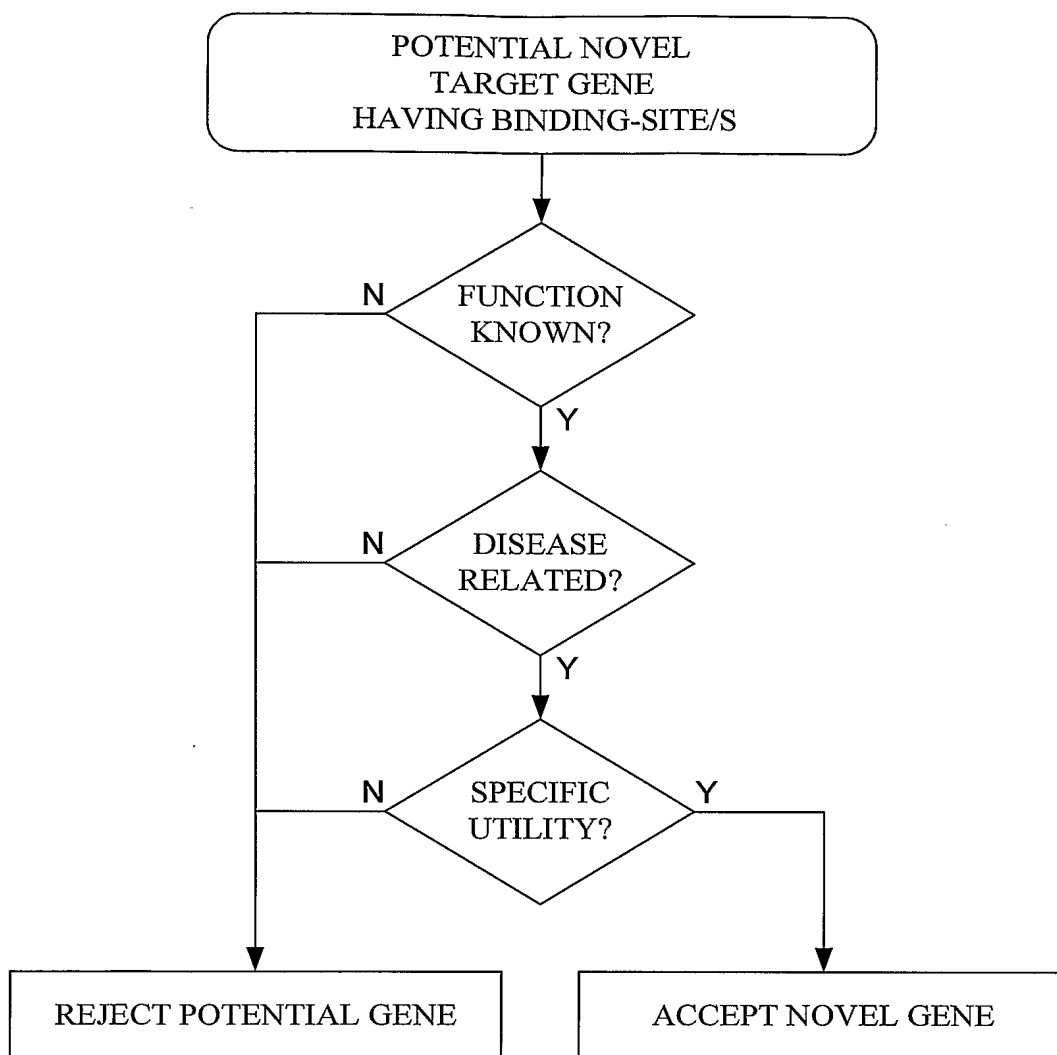 POTENTIAL NOVEL
TARGET GENE
HAVING BINDING-SITE/S
N
FUNCTION
KNOWN?
Y
N
DISEASE
RELATED?
Y
N
SPECIFIC
UTILITY?
Y
REJECT POTENTIAL GENE
ACCEPT NOVEL GENE